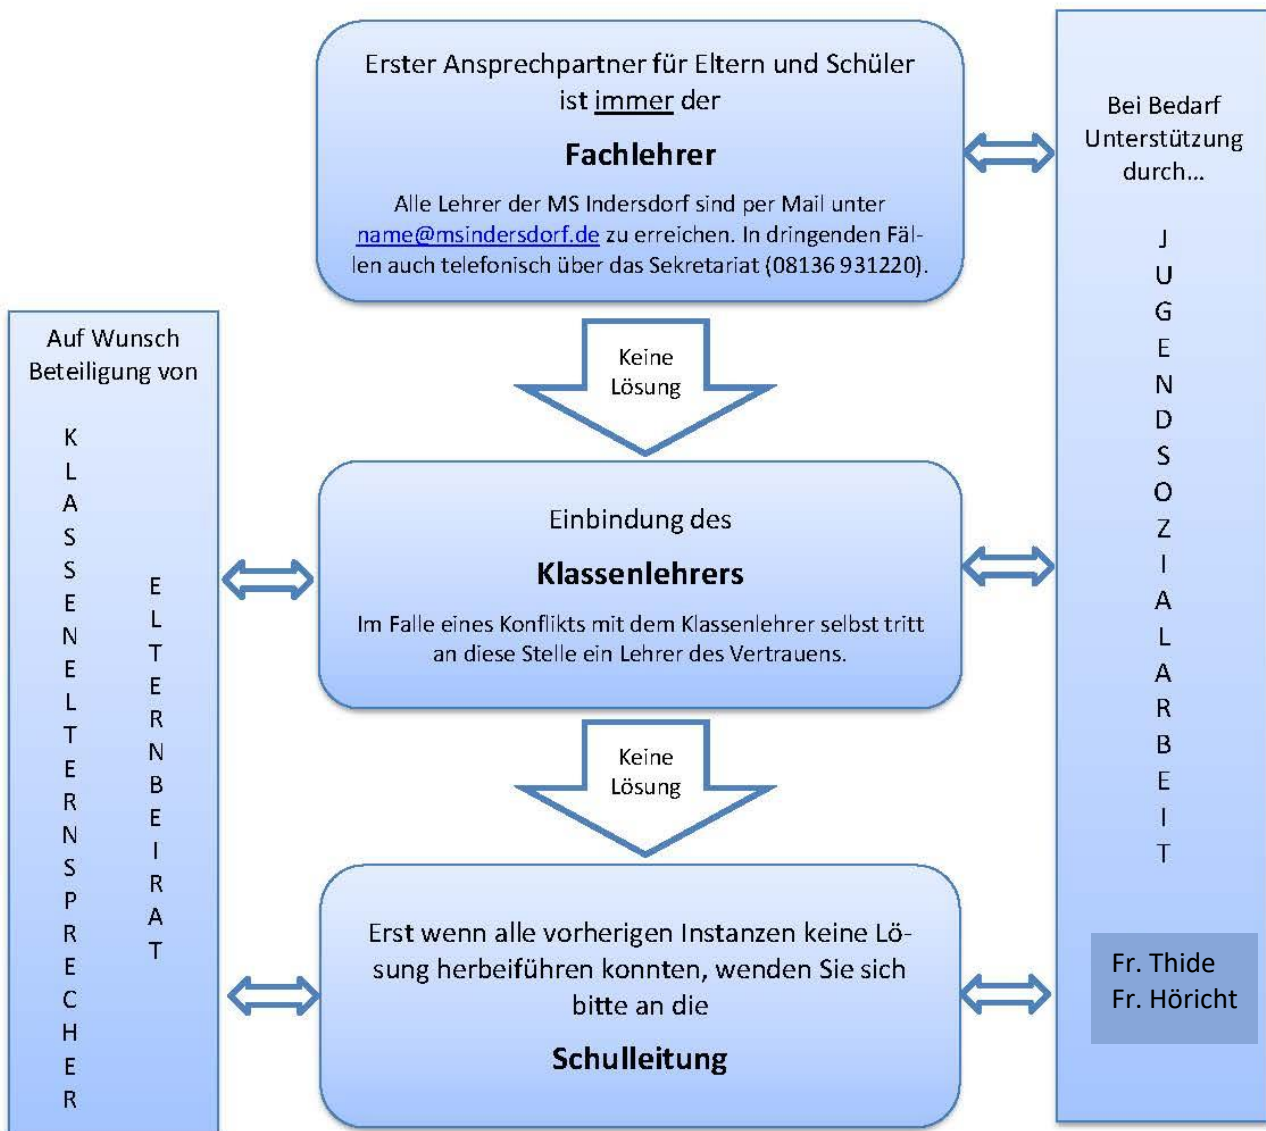 Erster Ansprechpartner für Eltern und Schüler
ist immer der
Fachlehrer
Alle Lehrer der MS Indersdorf sind per Mail unter
name@msindersdorf.de zu erreichen. In dringenden Fäl-
len auch telefonisch über das Sekretariat (08136 931220).
Keine
Lösung
Einbindung des
Klassenlehrers
Im Falle eines Konflikts mit dem Klassenlehrer selbst tritt
an diese Stelle ein Lehrer des Vertrauens.
Keine
Lösung
Erst wenn alle vorherigen Instanzen keine Lö-
sung herbeiführen konnten, wenden Sie sich
bitte an die
Schulleitung
Auf Wunsch
Beteiligung von
KLASSENELTERNSPRECHER
ELTERNBEIRAT
Bei Bedarf
Unterstützung
durch…
JUGENDSOZIALARBEIT
Fr. Thide
Fr. Höricht